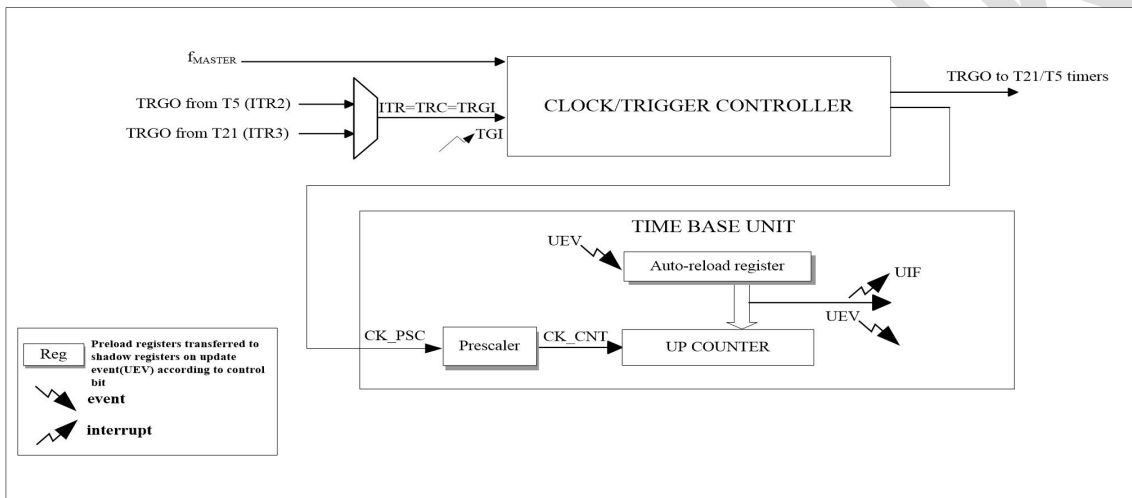 fMASTER
TRGO from T5 (ITR2)
TRGO from T21 (ITR3)
ITR=TRC=TRGI
TGI
CLOCK/TRIGGER CONTROLLER
TRGO to T21/T5 timers
TIME BASE UNIT
UEV
Auto-reload register
UIF
UEV
CK_PSC
Prescaler
CK_CNT
UP COUNTER
Reg
Preload registers transferred to
shadow registers on update
event(UEV) according to control
bit
event
interrupt